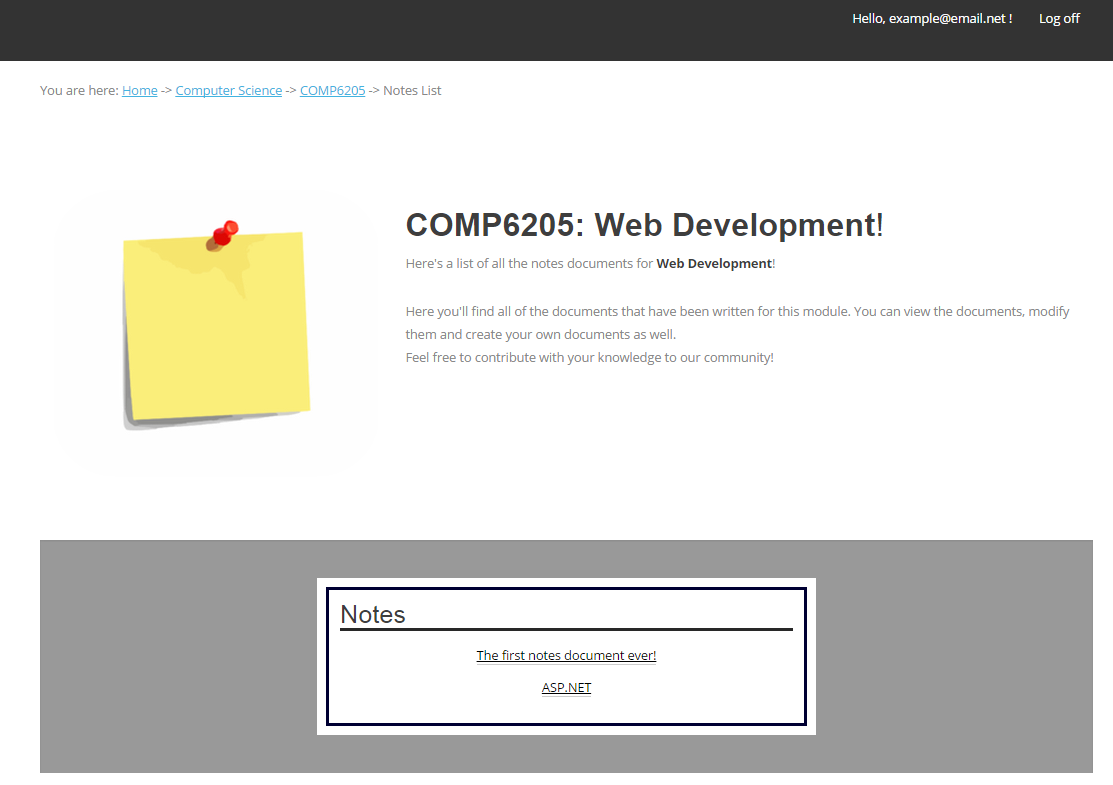 Hello, example@email.net ! Log off
You are here: Home -> Computer Science -> COMP6205 -> Notes List
COMP6205: Web Development!
Here's a list of all the notes documents for Web Development!
Here you'll find all of the documents that have been written for this module. You can view the documents, modify
them and create your own documents as well.
Feel free to contribute with your knowledge to our community!
Notes
The first notes document ever!
ASP.NET